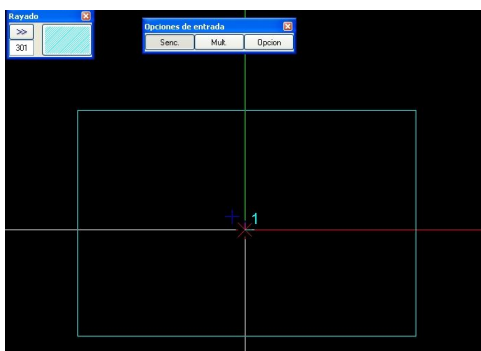 Rayado
>>
301
Opciones de entrada
Senc.
Mult.
Opcion
1